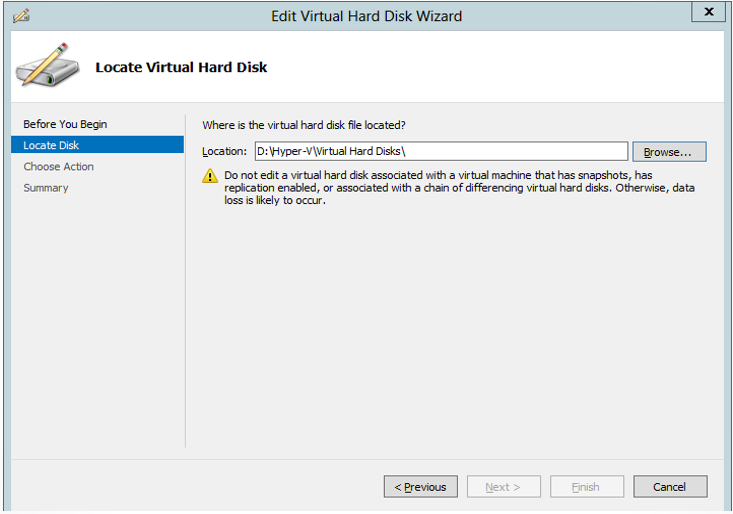 Edit Virtual Hard Disk Wizard
x
Locate Virtual Hard Disk
Before You Begin
Locate Disk
Choose Action
Summary
Where is the virtual hard disk file located?
Location: D:\Hyper-V\Virtual Hard Disks\ Browse...
Do not edit a virtual hard disk associated with a virtual machine that has snapshots, has
replication enabled, or associated with a chain of differencing virtual hard disks. Otherwise, data
loss is likely to occur.
< Previous Next > Finish Cancel